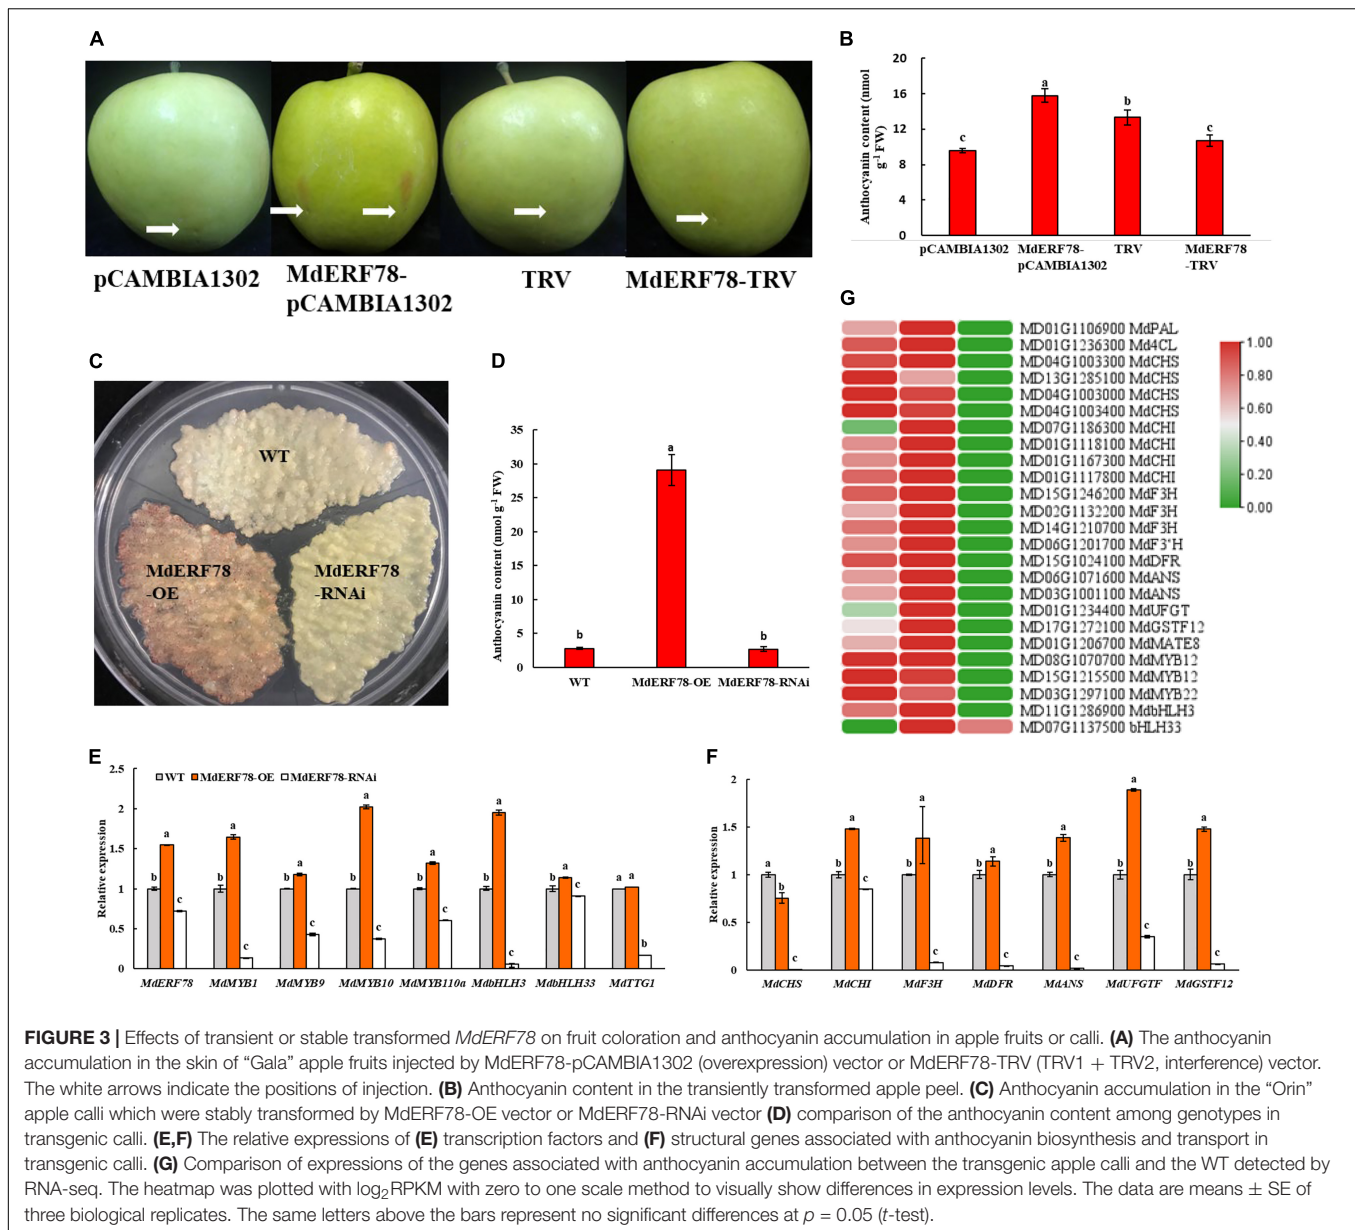 A
pCAMBIA1302
MdERF78-
pCAMBIA1302
TRV
MdERF78-TRV
B
Anthocyanin content (nmol
g⁻¹ FW)
20
16
12
8
4
0
c
a
b
c
pCAMBIA1302
MdERF78-
pCAMBIA1302
TRV
MdERF78
-TRV
C
WT
MdERF78
-OE
MdERF78
-RNAi
D
Anthocyanin content (nmol g⁻¹ FW)
35
30
25
20
15
10
5
0
b
a
b
WT
MdERF78-OE
MdERF78-RNAi
G
MD01G1106900 MdPAL
MD01G1236300 Md4CL
MD04G1003300 MdCHS
MD13G1285100 MdCHS
MD04G1003000 MdCHS
MD04G1003400 MdCHS
MD07G1186300 MdCHI
MD01G1118100 MdCHI
MD01G1167300 MdCHI
MD01G1117800 MdCHI
MD15G1246200 MdF3H
MD02G1132200 MdF3H
MD14G1210700 MdF3H
MD06G1201700 MdF3'H
MD15G1024100 MdDFR
MD06G1071600 MdANS
MD03G1001100 MdANS
MD01G1234400 MdUFGT
MD17G1272100 MdGSTF12
MD01G1206700 MdMATE8
MD08G1070700 MdMYB12
MD15G1215500 MdMYB12
MD03G1297100 MdMYB22
MD11G1286900 MdbHLH3
MD07G1137500 bHLH33
1.00
0.80
0.60
0.40
0.20
0.00
E
Relative expression
2.5
2
1.5
1
0.5
0
WT MdERF78-OE MdERF78-RNAi
b a c
b a c
b a c
b a c
b a c
b a c
b a c
a a b
MdERF78 MdMYB1 MdMYB9 MdMYB10 MdMYB110a MdbHLH3 MdbHLH33 MdTTG1
F
Relative expression
2
1.5
1
0.5
0
a b c
b a c
b a c
b a c
b a c
b a c
b a c
MdCHS MdCHI MdF3H MdDFR MdANS MdUFGTF MdGSTF12
FIGURE 3 | Effects of transient or stable transformed MdERF78 on fruit coloration and anthocyanin accumulation in apple fruits or calli. (A) The anthocyanin
accumulation in the skin of “Gala” apple fruits injected by MdERF78-pCAMBIA1302 (overexpression) vector or MdERF78-TRV (TRV1 + TRV2, interference) vector.
The white arrows indicate the positions of injection. (B) Anthocyanin content in the transiently transformed apple peel. (C) Anthocyanin accumulation in the “Orin”
apple calli which were stably transformed by MdERF78-OE vector or MdERF78-RNAi vector (D) comparison of the anthocyanin content among genotypes in
transgenic calli. (E,F) The relative expressions of (E) transcription factors and (F) structural genes associated with anthocyanin biosynthesis and transport in
transgenic calli. (G) Comparison of expressions of the genes associated with anthocyanin accumulation between the transgenic apple calli and the WT detected by
RNA-seq. The heatmap was plotted with log₂RPKM with zero to one scale method to visually show differences in expression levels. The data are means ± SE of
three biological replicates. The same letters above the bars represent no significant differences at p = 0.05 (t-test).